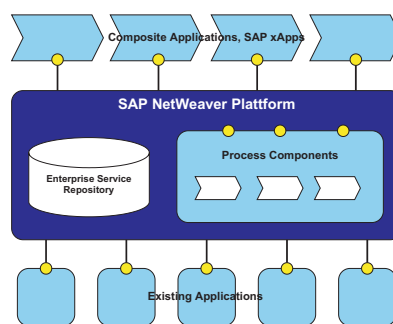 Composite Applications, SAP xApps
SAP NetWeaver Plattform
Process Components
Enterprise Service
Repository
Existing Applications